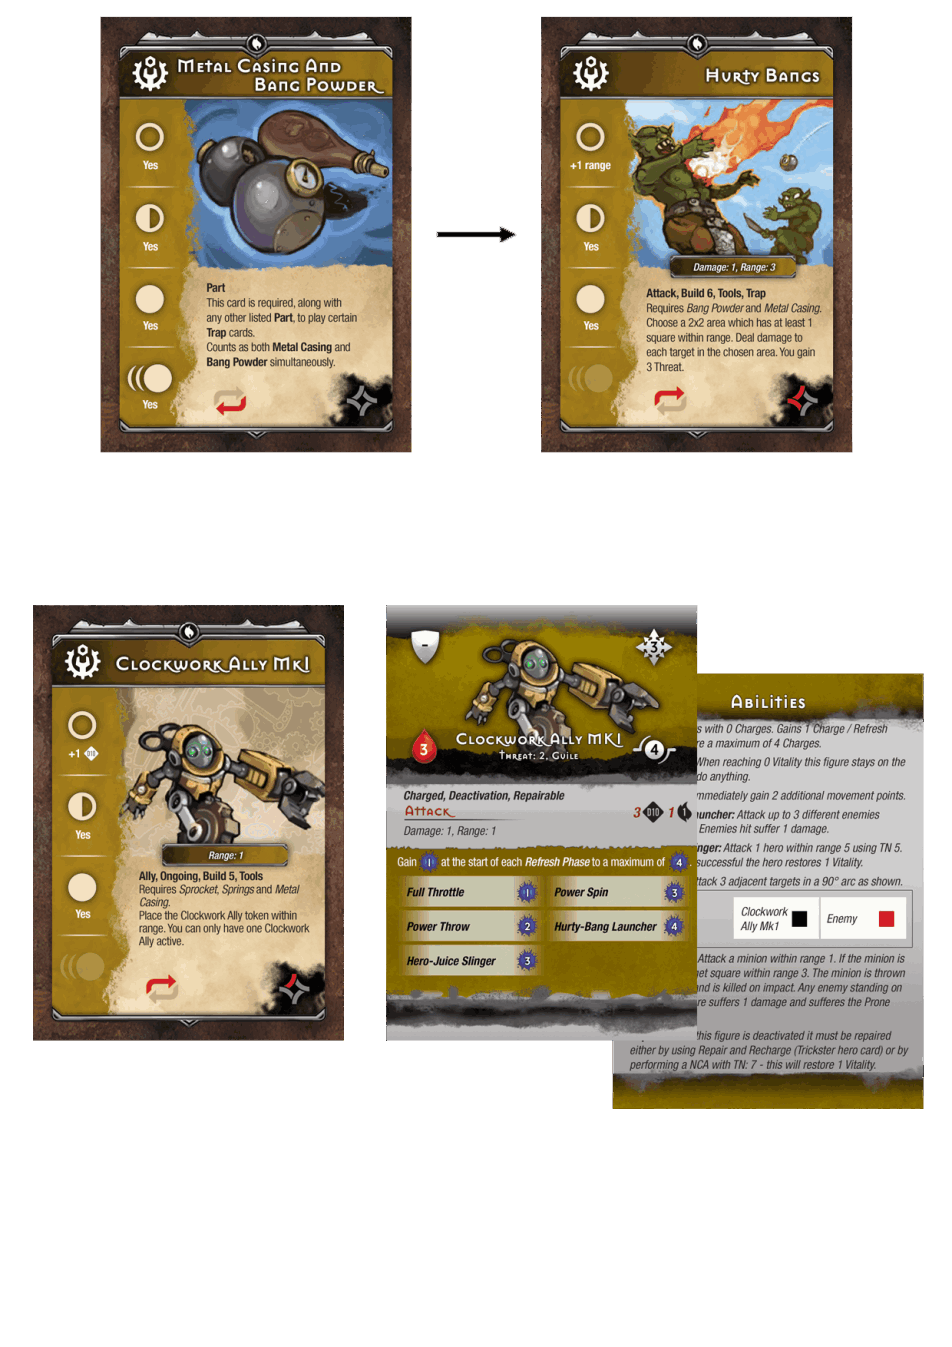 Metal Casing And
Bang Powder
Yes
Yes
Yes
Yes
Part
This card is required, along with
any other listed Part, to play certain
Trap cards.
Counts as both Metal Casing and
Bang Powder simultaneously.
Hurty Bangs
+1 range
Yes
Yes
Damage: 1, Range: 3
Attack, Build 6, Tools, Trap
Requires Bang Powder and Metal Casing.
Choose a 2x2 area which has at least 1
square within range. Deal damage to
each target in the chosen area. You gain
3 Threat.
Clockwork Ally Mk1
+1 D10
Yes
Yes
Range: 1
Ally, Ongoing, Build 5, Tools
Requires Sprocket, Springs and Metal
Casing.
Place the Clockwork Ally token within
range. You can only have one Clockwork
Ally active.
-
3
3
Clockwork Ally Mk1
4
Threat: 2, Guile
Charged, Deactivation, Repairable
Attack
3 D10 1 1
Damage: 1, Range: 1
Gain 1 at the start of each Refresh Phase to a maximum of 4.
Full Throttle 1
Power Spin 3
Power Throw 2
Hurty-Bang Launcher 4
Hero-Juice Slinger 3
Abilities
s with 0 Charges. Gains 1 Charge / Refresh
re a maximum of 4 Charges.
When reaching 0 Vitality this figure stays on the
do anything.
mmediately gain 2 additional movement points.
uncher: Attack up to 3 different enemies
Enemies hit suffer 1 damage.
nger: Attack 1 hero within range 5 using TN 5.
successful the hero restores 1 Vitality.
ttack 3 adjacent targets in a 90° arc as shown.
Clockwork
Ally Mk1
Enemy
Attack a minion within range 1. If the minion is
get square within range 3. The minion is thrown
nd is killed on impact. Any enemy standing on
re suffers 1 damage and sufferes the Prone
this figure is deactivated it must be repaired
either by using Repair and Recharge (Trickster hero card) or by
performing a NCA with TN: 7 - this will restore 1 Vitality.